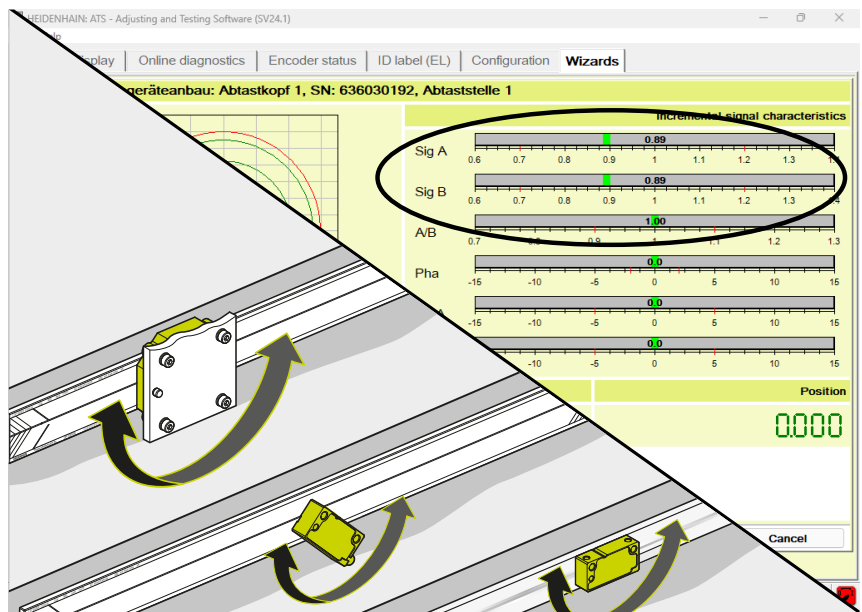 HEIDENHAIN: ATS - Adjusting and Testing Software (SV24.1)
Online diagnostics Encoder status ID label (EL) Configuration Wizards
geräteanbau: Abtastkopf 1, SN: 636030192, Abtaststelle 1
Incremental signal characteristics
Sig A
0.89
0.6 0.7 0.8 0.9 1 1.1 1.2 1.3
Sig B
0.89
0.6 0.7 0.8 0.9 1 1.1 1.2 1.3
A/B
1.00
0.7 0.9 1 1.2 1.3
Pha
0.0
-15 -10 -5 0 5 10 15
0.0
-15 -10 -5 0 5 10 15
0.0
-10 -5 0 5 10 15
Position
0.000
Cancel